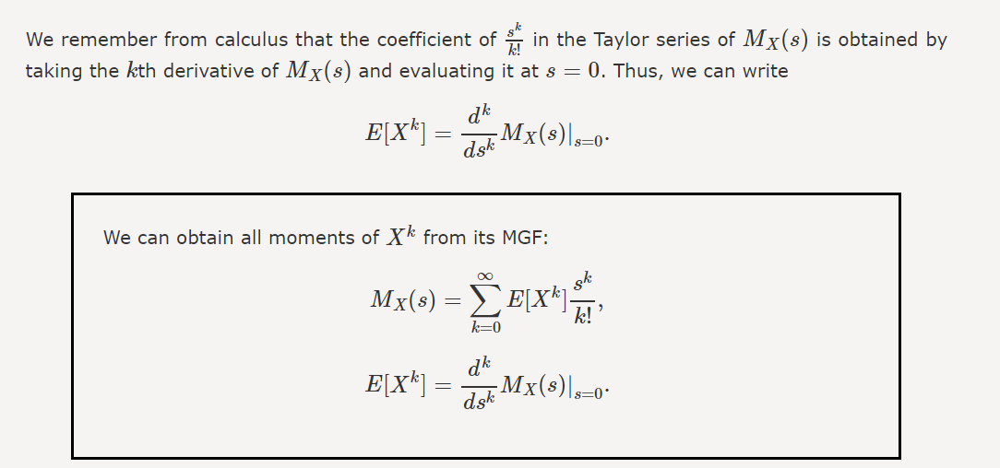 We remember from calculus that the coefficient of $\frac{s^k}{k!}$ in the Taylor series of $M_X(s)$ is obtained by
taking the $k$th derivative of $M_X(s)$ and evaluating it at $s = 0$. Thus, we can write
$E[X^k] = \frac{d^k}{ds^k} M_X(s)|_{s=0}.$
We can obtain all moments of $X^k$ from its MGF:
$M_X(s) = \sum_{k=0}^{\infty} E[X^k] \frac{s^k}{k!},$
$E[X^k] = \frac{d^k}{ds^k} M_X(s)|_{s=0}.$